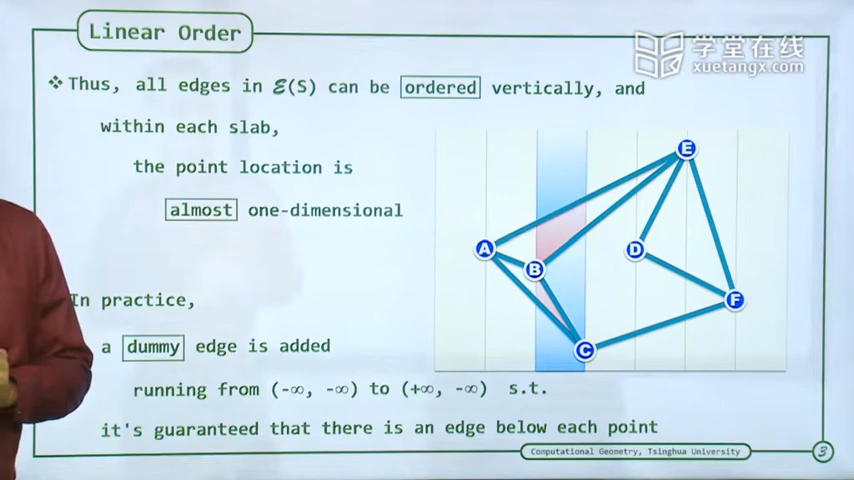 Linear Order
学堂在线
xuetangx.com
❖Thus, all edges in ℰ(S) can be ordered vertically, and
within each slab,
the point location is
almost one-dimensional
In practice,
a dummy edge is added
running from (-∞, -∞) to (+∞, -∞) s.t.
it's guaranteed that there is an edge below each point
E
A
B
D
F
C
Computational Geometry, Tsinghua University
3